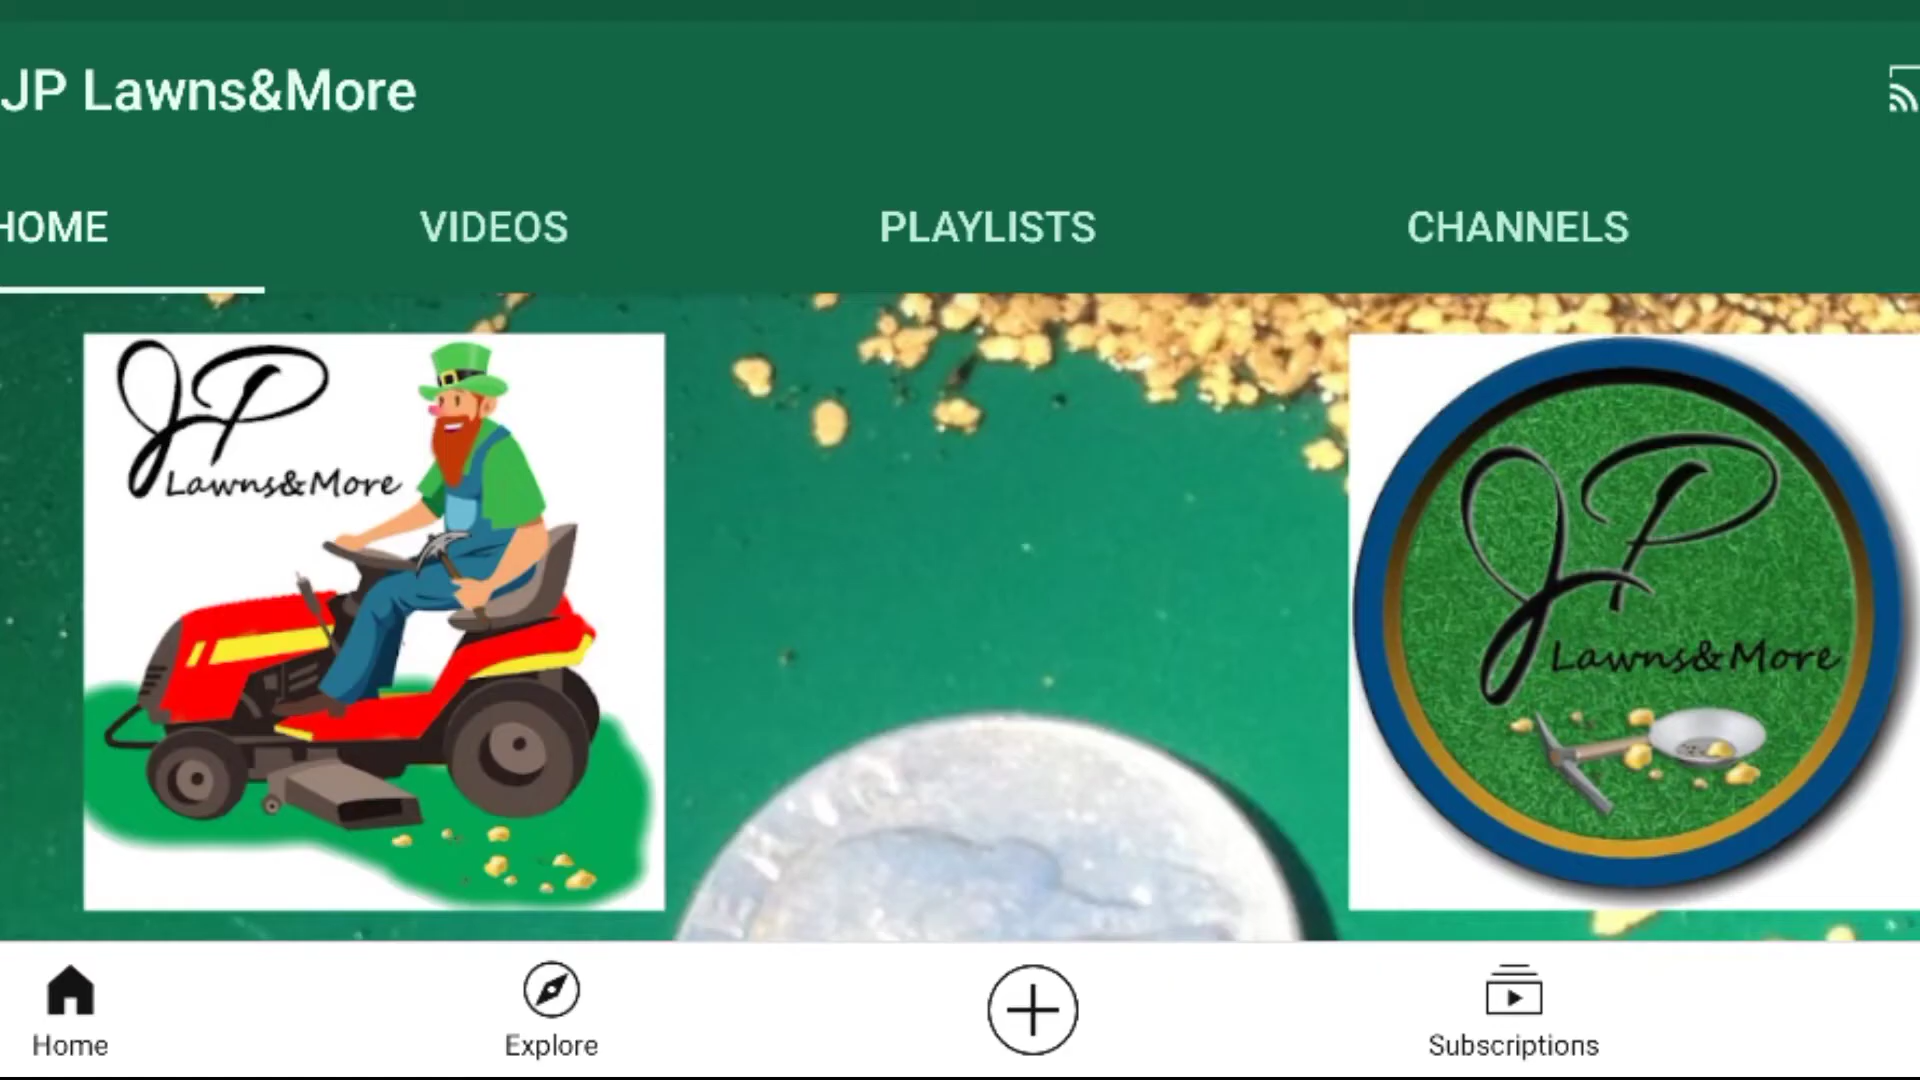 JP Lawns&More
HOME VIDEOS PLAYLISTS CHANNELS
JP
Lawns&More
JP
Lawns&More
Home Explore Subscriptions